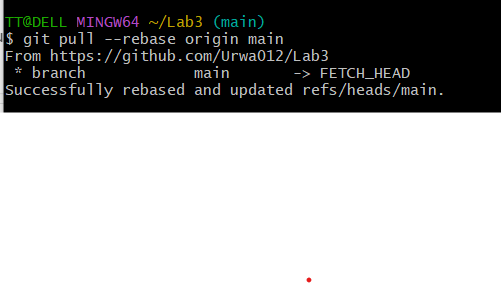 TT@DELL MINGW64 ~/Lab3 (main)
$ git pull --rebase origin main
From https://github.com/Urwa012/Lab3
 * branch            main       -> FETCH_HEAD
Successfully rebased and updated refs/heads/main.